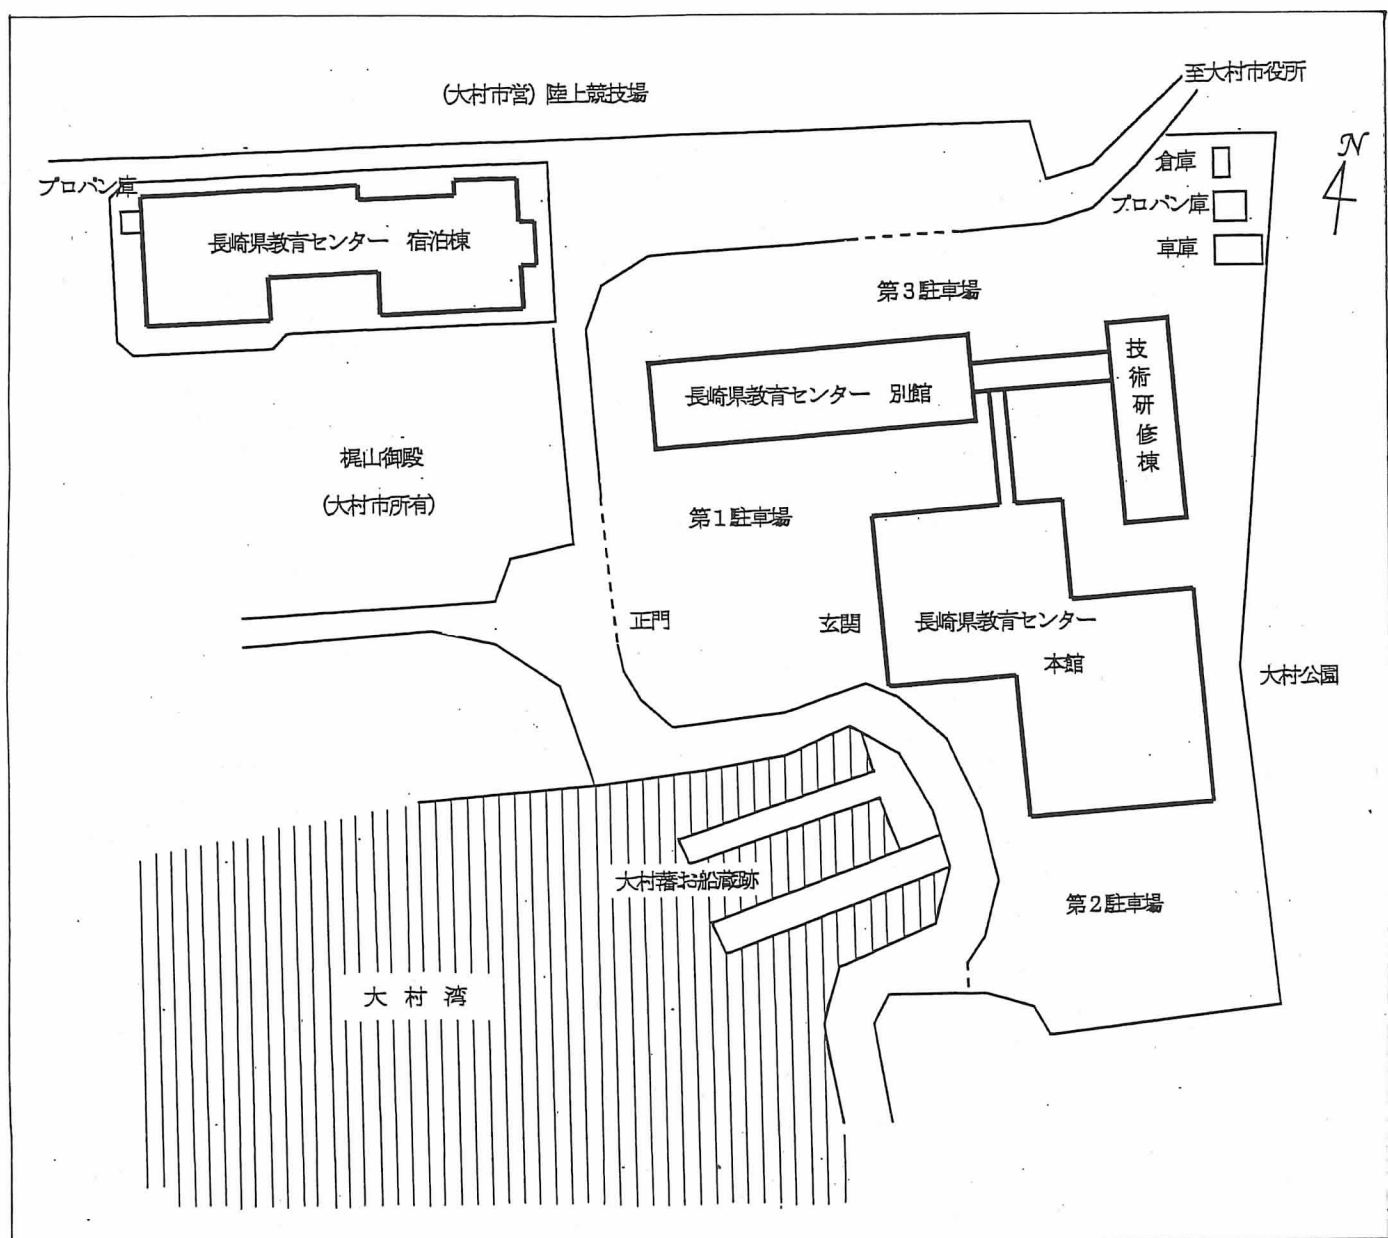 (大村市営) 陸上競技場
至大村市役所
N
倉庫
プロパン庫
プロパン庫
車庫
長崎県教育センター 宿泊棟
第3駐車場
技術研修棟
長崎県教育センター 別館
梶山御殿
(大村市所有)
第1駐車場
正門
玄関
長崎県教育センター
本館
大村公園
大村藩お船蔵跡
第2駐車場
大村湾